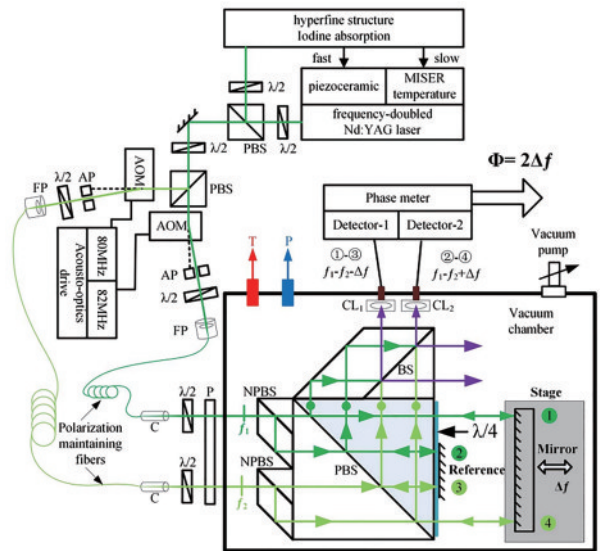 hyperfine structure
Iodine absorption
fast
slow
piezoceramic
MISER
temperature
frequency-doubled
Nd:YAG laser
λ/2
PBS
λ/2
λ/2
PBS
AOM
AP
λ/2
FP
AOM
80MHz
82MHz
Acousto-optics
drive
AP
λ/2
FP
Phase meter
Detector-1
Detector-2
Φ= 2Δf
①-③
f₁-f₂-Δf
②-④
f₁-f₂+Δf
T
P
CL₁
CL₂
Vacuum
pump
Vacuum
chamber
BS
Polarization
maintaining
fibers
C
λ/2
P
f₁
NPBS
C
λ/2
f₂
NPBS
PBS
λ/4
②
Reference
③
Stage
①
Mirror
Δf
④